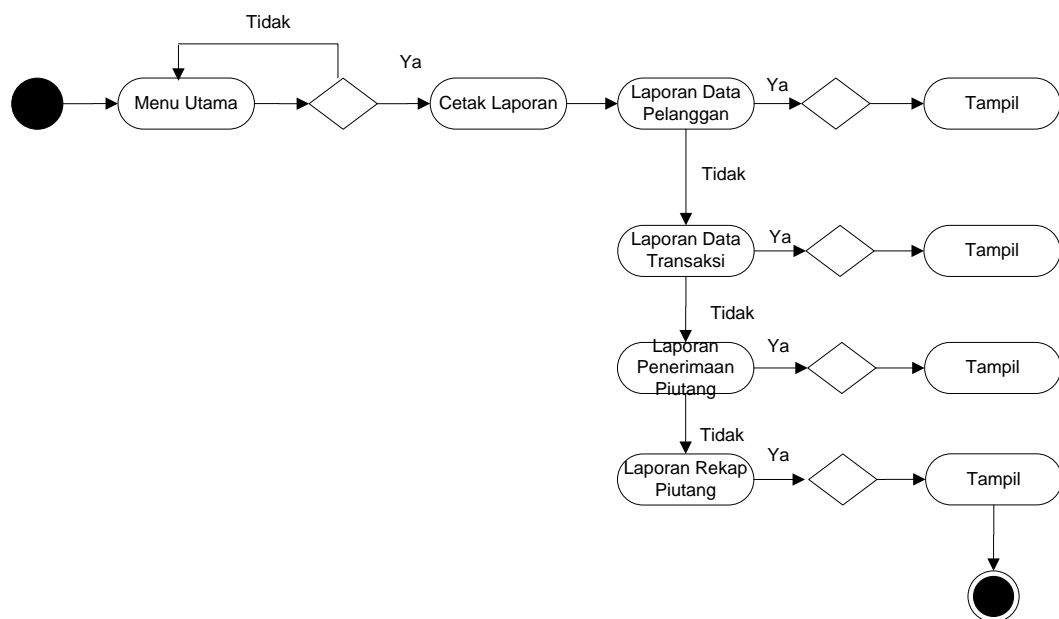 Tidak
Ya
Menu Utama
Cetak Laporan
Laporan Data
Pelanggan
Ya
Tampil
Tidak
Laporan Data
Transaksi
Ya
Tampil
Tidak
Laporan
Penerimaan
Piutang
Ya
Tampil
Tidak
Laporan Rekap
Piutang
Ya
Tampil